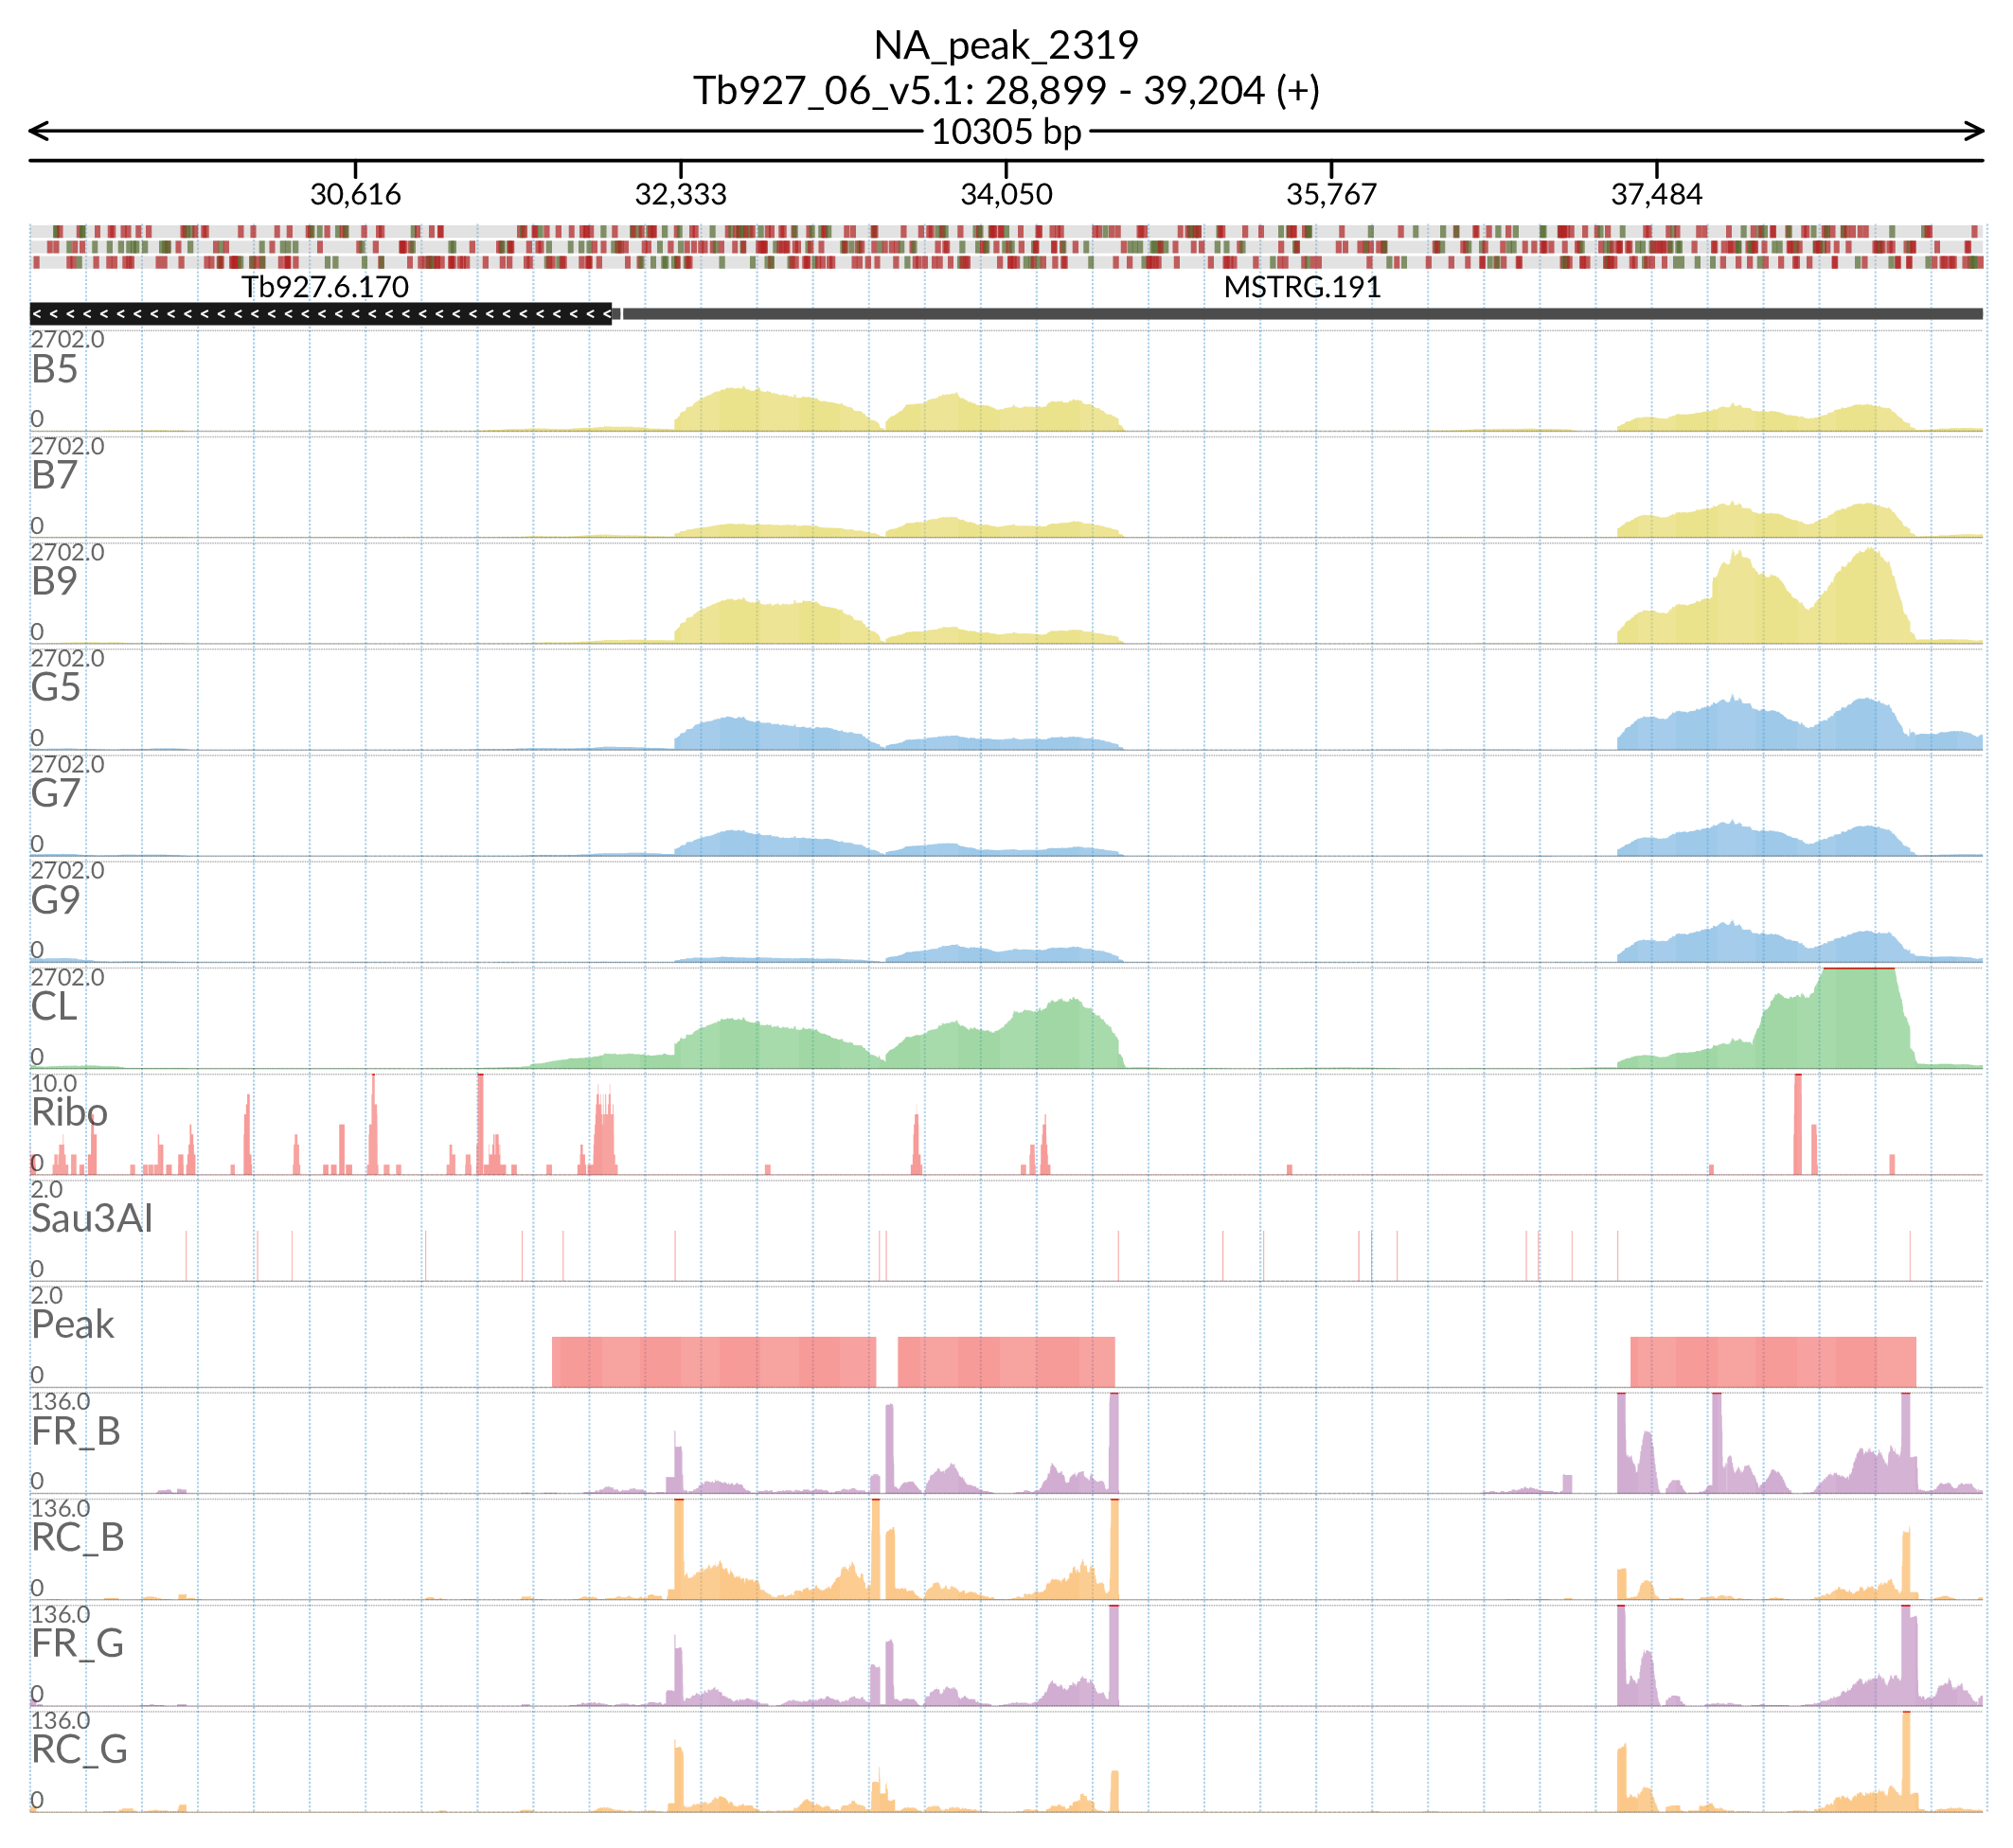 NA_peak_2319
Tb927_06_v5.1: 28,899 - 39,204 (+)
10305 bp
30,616 32,333 34,050 35,767 37,484
Tb927.6.170 MSTRG.191
2702.0
B5
0
2702.0
B7
0
2702.0
B9
0
2702.0
G5
0
2702.0
G7
0
2702.0
G9
0
2702.0
CL
0
10.0
Ribo
0
2.0
Sau3AI
0
2.0
Peak
0
136.0
FR_B
0
136.0
RC_B
0
136.0
FR_G
0
136.0
RC_G
0